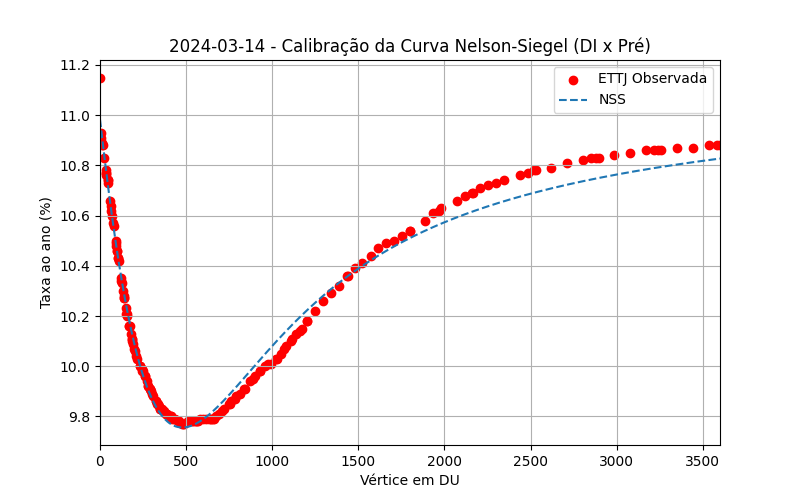 2024-03-14 - Calibração da Curva Nelson-Siegel (DI x Pré)
ETTJ Observada
NSS
Taxa ao ano (%)
11.2
11.0
10.8
10.6
10.4
10.2
10.0
9.8
0 500 1000 1500 2000 2500 3000 3500
Vértice em DU